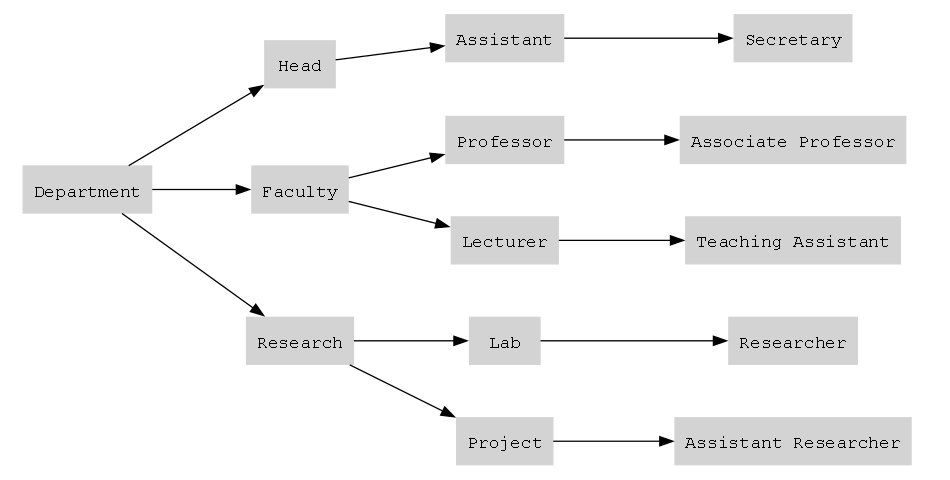 Department
Head
Assistant
Secretary
Faculty
Professor
Associate Professor
Lecturer
Teaching Assistant
Research
Lab
Researcher
Project
Assistant Researcher